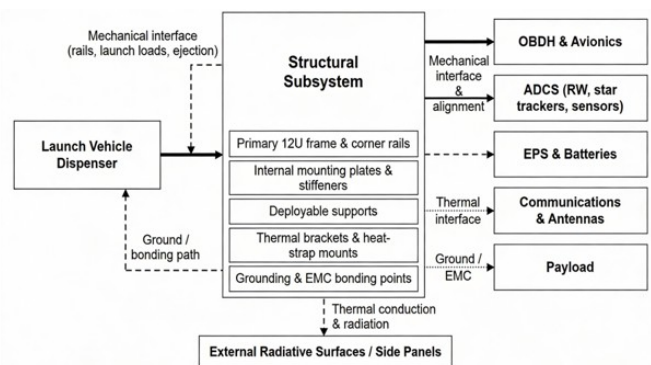 Mechanical interface
(rails, launch loads, ejection)
Structural
Subsystem
OBDH & Avionics
Mechanical
interface
&
alignment
ADCS (RW, star
trackers, sensors)
Launch Vehicle
Dispenser
Primary 12U frame & corner rails
EPS & Batteries
Internal mounting plates &
stiffeners
Deployable supports
Thermal
interface
Communications
& Antennas
Ground /
bonding path
Thermal brackets & heat-
strap mounts
Grounding & EMC bonding points
Ground /
EMC
Payload
Thermal conduction
& radiation
External Radiative Surfaces / Side Panels